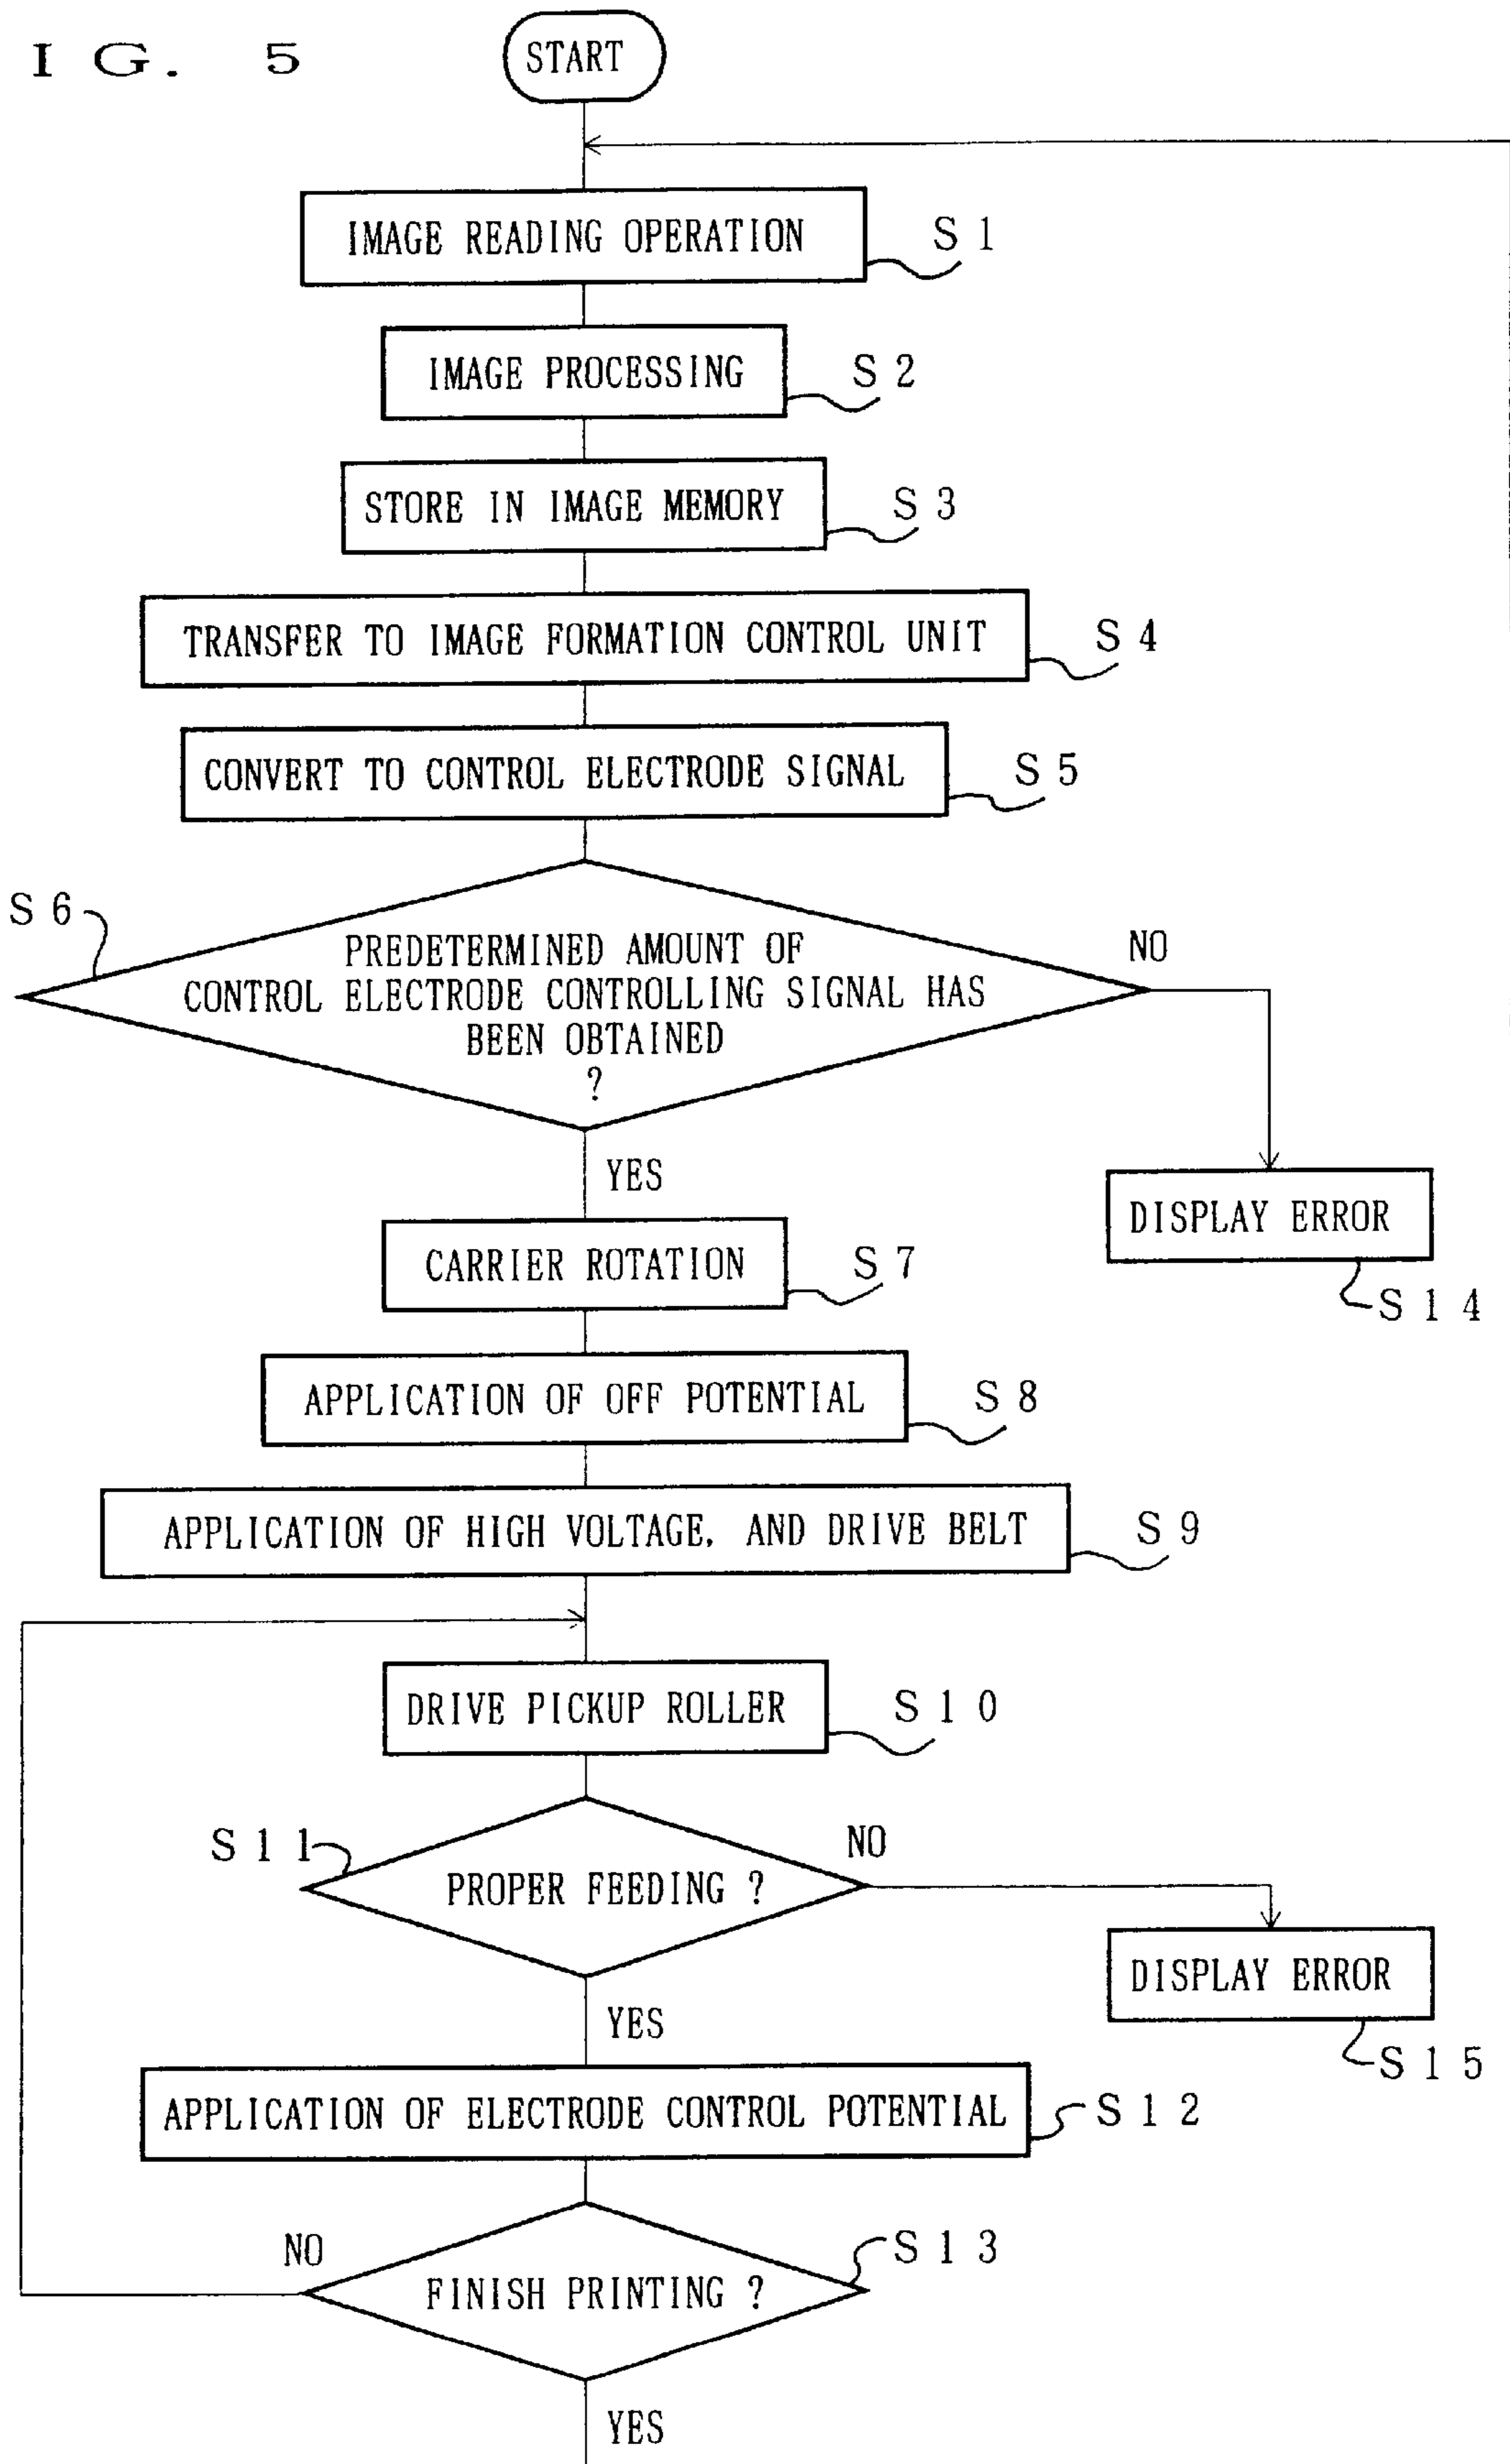 I G. 5
START
IMAGE READING OPERATION
S 1
IMAGE PROCESSING
S 2
STORE IN IMAGE MEMORY
S 3
TRANSFER TO IMAGE FORMATION CONTROL UNIT
S 4
CONVERT TO CONTROL ELECTRODE SIGNAL
S 5
S 6
PREDETERMINED AMOUNT OF
CONTROL ELECTRODE CONTROLLING SIGNAL HAS
BEEN OBTAINED
?
NO
YES
DISPLAY ERROR
S 1 4
CARRIER ROTATION
S 7
APPLICATION OF OFF POTENTIAL
S 8
APPLICATION OF HIGH VOLTAGE, AND DRIVE BELT
S 9
DRIVE PICKUP ROLLER
S 1 0
S 1 1
PROPER FEEDING ?
NO
YES
DISPLAY ERROR
S 1 5
APPLICATION OF ELECTRODE CONTROL POTENTIAL
S 1 2
NO
FINISH PRINTING ?
S 1 3
YES